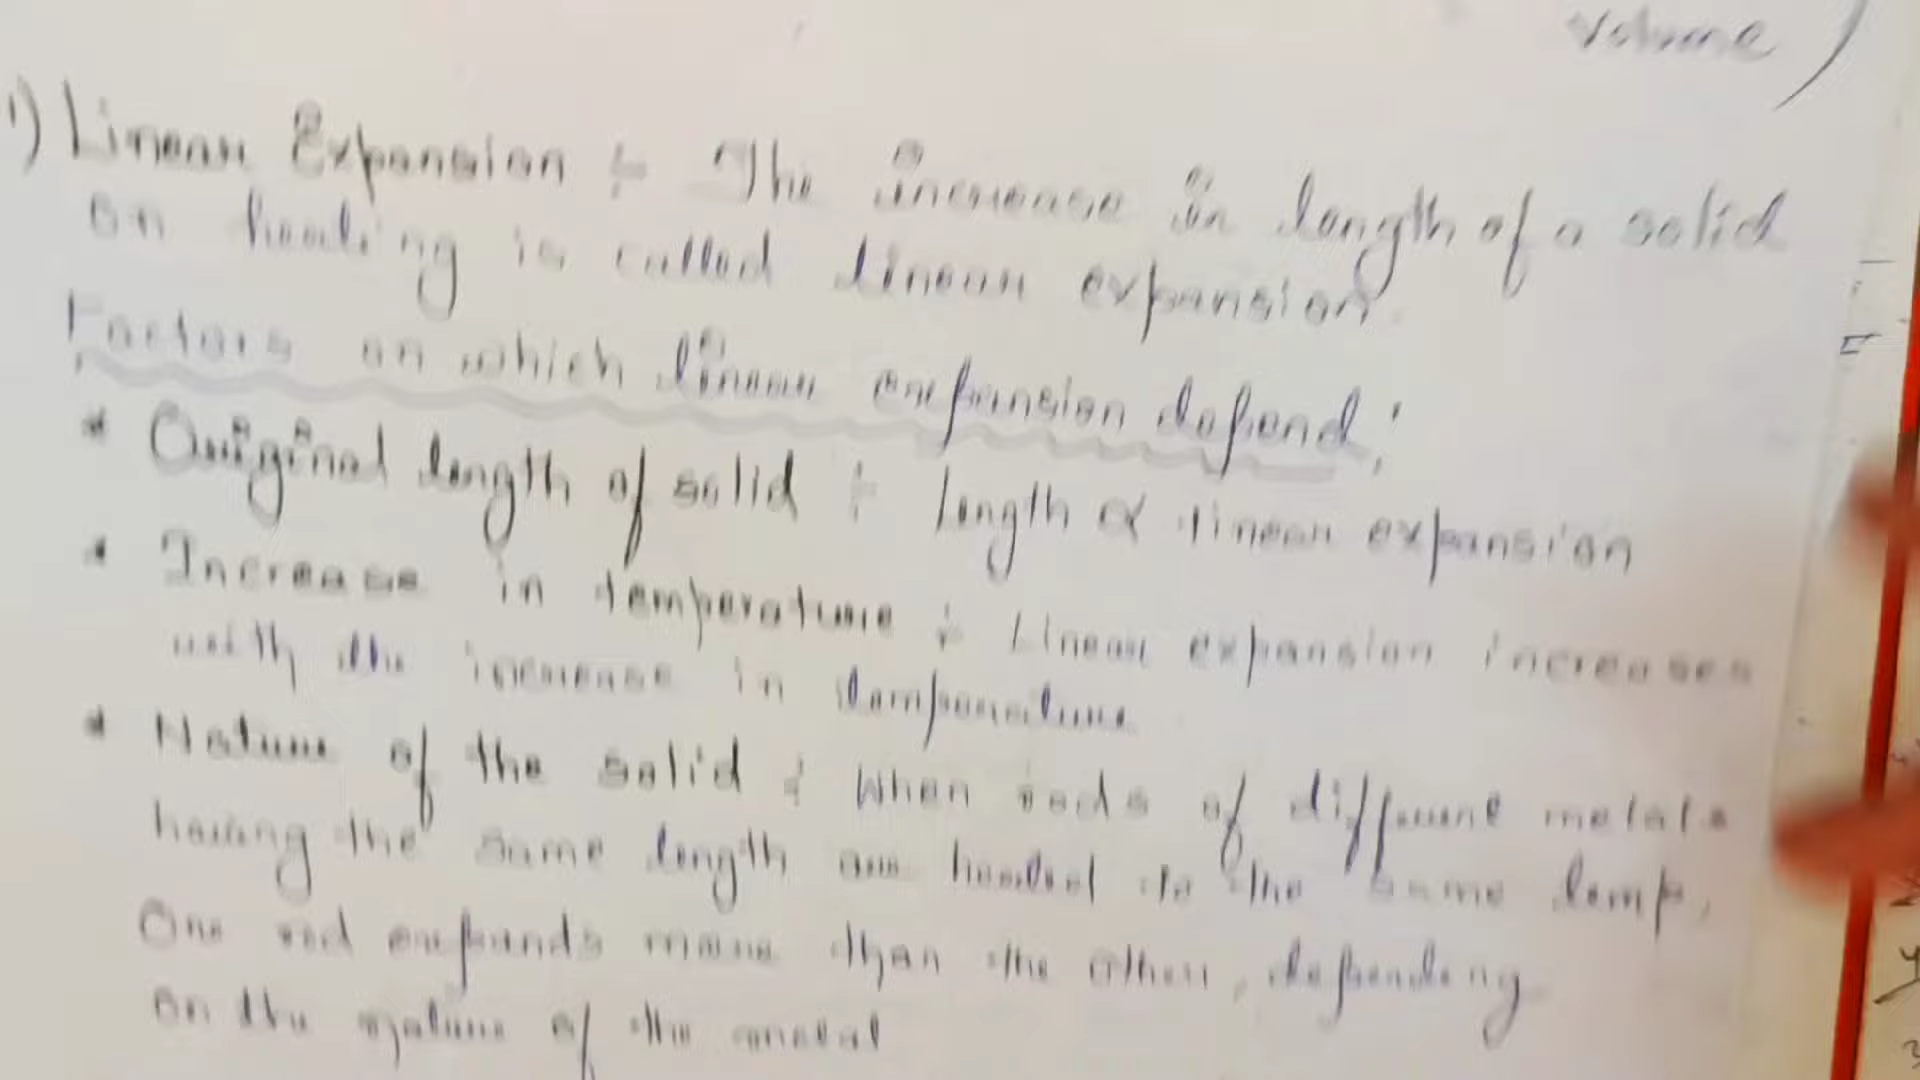 Volume)
1) Linear Expansion :- The increase in length of a solid
on heating is called linear expansion.
Factors on which linear expansion depend;
* Original length of solid :- length ∝ linear expansion
* Increase in temperature :- Linear expansion increases
with the increase in temperature.
* Nature of the solid :- When rods of different metals
having the same length are heated to the same temp,
One rod expands more than the other, depending
on the nature of the metal